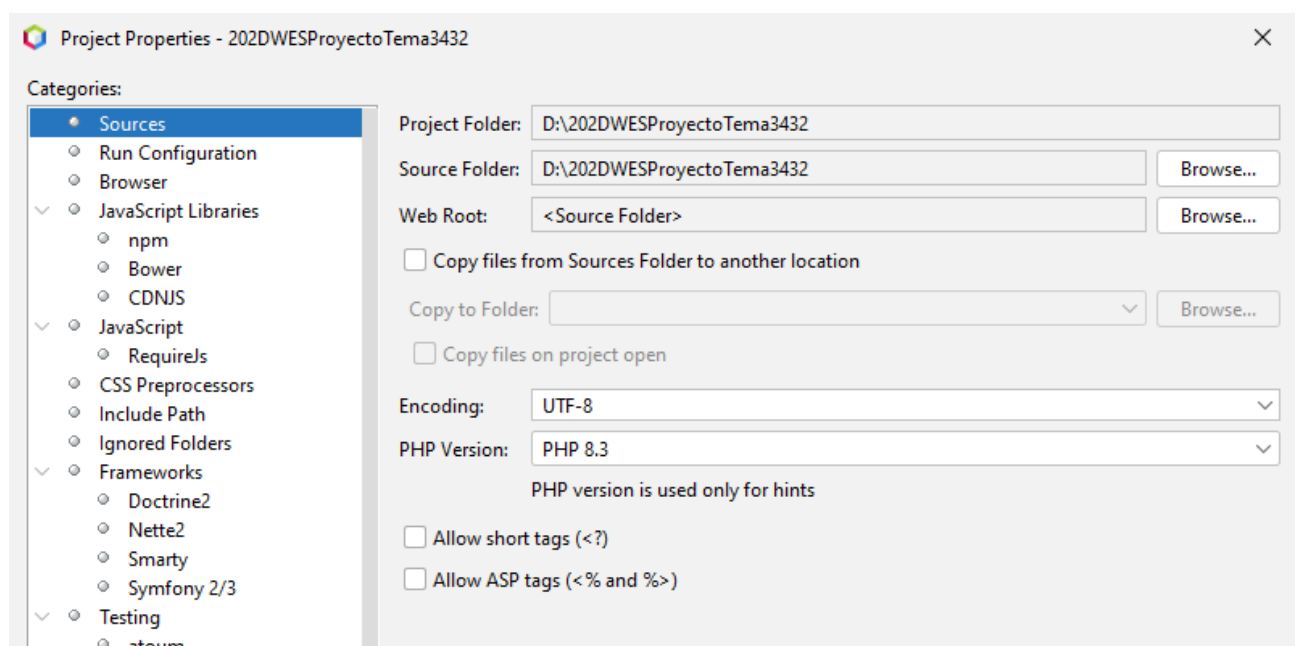 Project Properties - 202DWESProyectoTema3432
Categories:
Sources
Run Configuration
Browser
JavaScript Libraries
npm
Bower
CDNJS
JavaScript
RequireJs
CSS Preprocessors
Include Path
Ignored Folders
Frameworks
Doctrine2
Nette2
Smarty
Symfony 2/3
Testing
Project Folder: D:\202DWESProyectoTema3432
Source Folder: D:\202DWESProyectoTema3432 Browse...
Web Root: <Source Folder> Browse...
Copy files from Sources Folder to another location
Copy to Folder: Browse...
Copy files on project open
Encoding: UTF-8
PHP Version: PHP 8.3
PHP version is used only for hints
Allow short tags (<?)
Allow ASP tags (<% and %>)